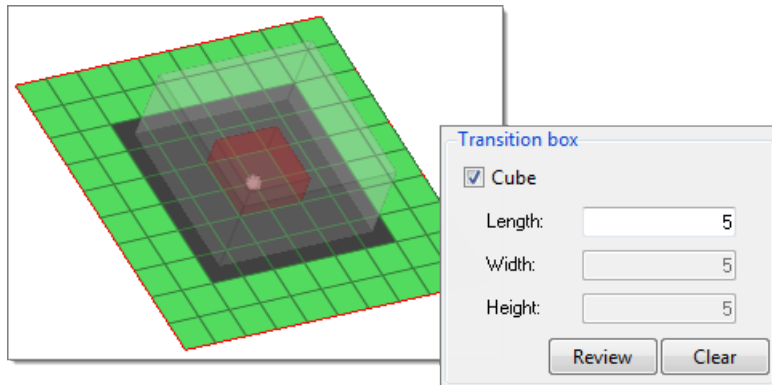 Transition box
Cube
Length: 5
Width: 5
Height: 5
Review Clear